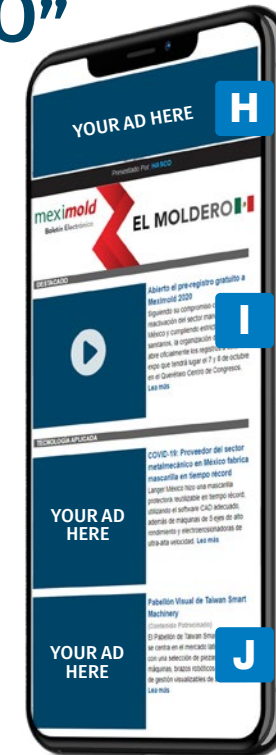 O"
YOUR AD HERE
H
Presentado Por: HASCO
meximold
Boletín Electrónico
EL MOLDERO
DESTACADO
Abierto el pre-registro gratuito a
Meximold 2020
Siguiendo su compromiso
reactivación del sector
México y cumpliendo
sanitarios, la organización
abre oficialmente los registros
expo que tendrá lugar el 7 y 8 de octubre
en el Querétaro Centro de Congresos.
Lea más
I
TECNOLOGÍA APLICADA
COVID-19: Proveedor del sector
metalmecánico en México fabrica
mascarilla en tiempo récord
Langer México hizo una mascarilla
protectora reutilizable en tiempo récord,
utilizando el software CAD adecuado,
además de máquinas de 5 ejes de alto
rendimiento y electroerosionadoras de
ultra-alta velocidad. Lea más
YOUR AD
HERE
Pabellón Visual de Taiwan Smart
Machinery
(Contenido Patrocinado)
El Pabellón de Taiwan
se centra en el mercado
con una selección de
máquinas, brazos robóticos
de gestión visualizables de
Lea más
YOUR AD
HERE
J